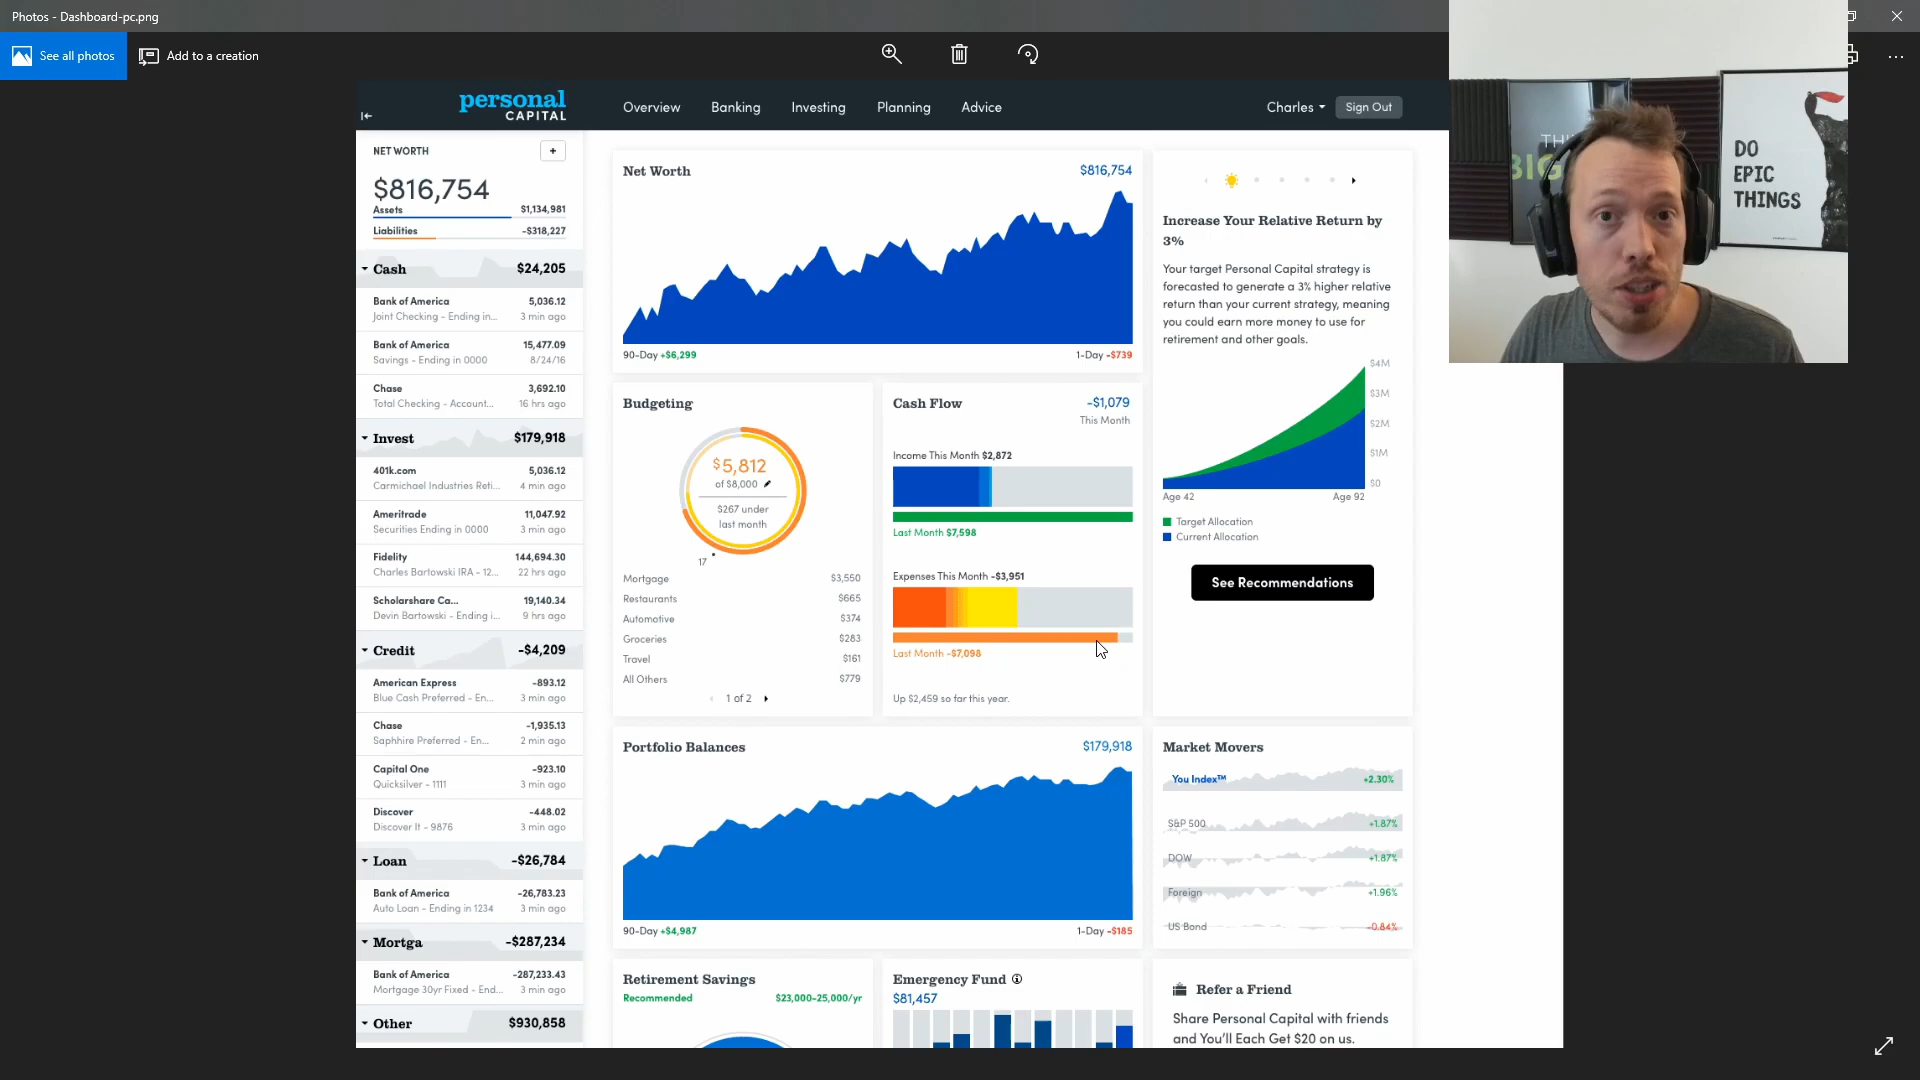 Photos - Dashboard-pc.png
See all photos
Add to a creation
personal
CAPITAL
Overview
Banking
Investing
Planning
Advice
Charles
Sign Out
NET WORTH
+
$816,754
Assets $1,134,981
Liabilities -$318,227
Cash $24,205
Bank of America 5,036.12
Joint Checking - Ending in... 3 min ago
Bank of America 15,477.09
Savings - Ending in 0000 8/24/16
Chase 3,692.10
Total Checking - Account... 16 hrs ago
Invest $179,918
401k.com 5,036.12
Carmichael Industries Reti... 4 min ago
Ameritrade 11,047.92
Securities Ending in 0000 3 min ago
Fidelity 144,694.30
Charles Bartowski IRA - 12... 22 hrs ago
Scholarshare Ca... 19,140.34
Devin Bartowski - Ending i... 9 hrs ago
Credit -$4,209
American Express -893.12
Blue Cash Preferred - En... 3 min ago
Chase -1,935.13
Saphhire Preferred - En... 2 min ago
Capital One -923.10
Quicksilver - 1111 3 min ago
Discover -448.02
Discover It - 9876 3 min ago
Loan -$26,784
Bank of America -26,783.23
Auto Loan - Ending in 1234 3 min ago
Mortga -$287,234
Bank of America -287,233.43
Mortgage 30yr Fixed - End... 3 min ago
Other $930,858
Net Worth $816,754
90-Day +$6,299 1-Day -$739
Budgeting
$5,812
of $8,000
$267 under
last month
17
Mortgage $3,550
Restaurants $665
Automotive $374
Groceries $283
Travel $161
All Others $779
1 of 2
Cash Flow -$1,079
This Month
Income This Month $2,872
Last Month $7,598
Expenses This Month -$3,951
Last Month -$7,098
Up $2,459 so far this year.
Increase Your Relative Return by
3%
Your target Personal Capital strategy is
forecasted to generate a 3% higher relative
return than your current strategy, meaning
you could earn more money to use for
retirement and other goals.
$4M
$3M
$2M
$1M
$0
Age 42 Age 92
Target Allocation
Current Allocation
See Recommendations
Portfolio Balances $179,918
90-Day +$4,987 1-Day -$185
Market Movers
You Index™ +2.30%
S&P 500 +1.87%
DOW +1.87%
Foreign +1.96%
US Bond -0.84%
Retirement Savings
Recommended $23,000-25,000/yr
Emergency Fund
$81,457
Refer a Friend
Share Personal Capital with friends
and You'll Each Get $20 on us.
BIG
DO
EPIC
THINGS